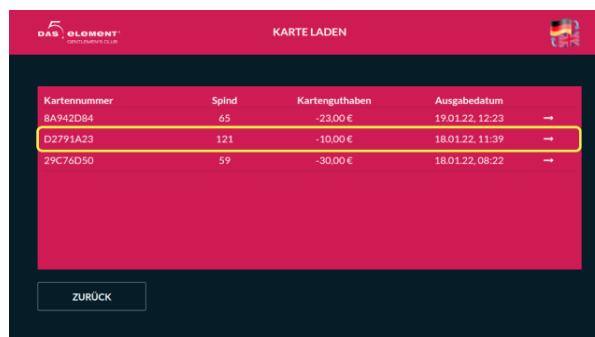 DAS 5. ELEMENT
GENTLEMEN'S CLUB
KARTE LADEN
Kartennummer Spind Kartenguthaben Ausgabedatum
8A942D84 65 -23,00 € 19.01.22, 12:23 →
D2791A23 121 -10,00 € 18.01.22, 11:39 →
29C76D50 59 -30,00 € 18.01.22, 08:22 →
ZURÜCK